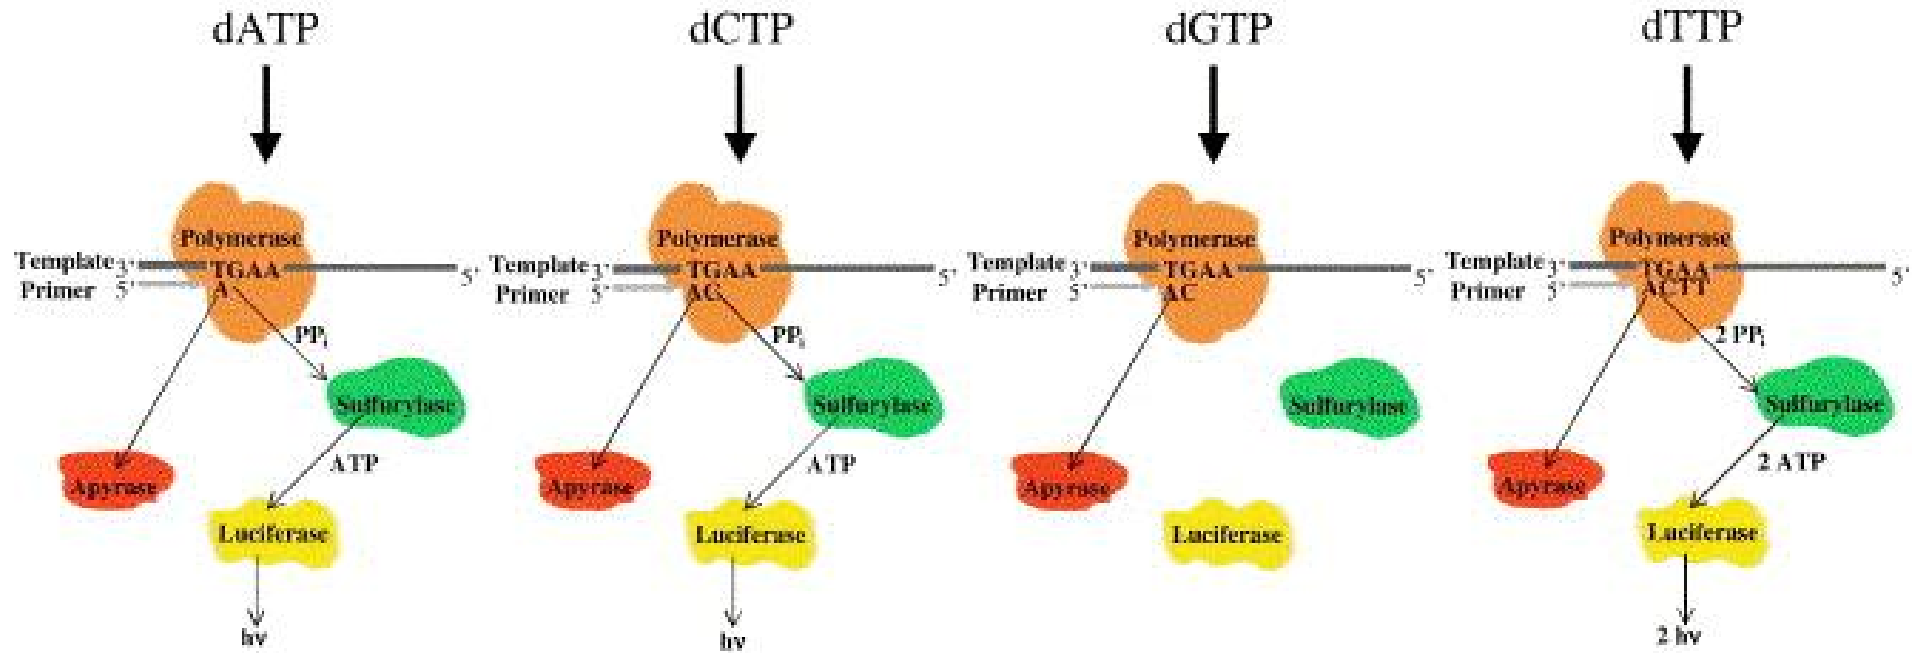 dATP
Polymerase
Template 3' TGAA 5'
Primer 5' A
PPi
Sulfurylase
ATP
Apyrase
Luciferase
hν
dCTP
Polymerase
Template 3' TGAA 5'
Primer 5' AC
PPi
Sulfurylase
ATP
Apyrase
Luciferase
hν
dGTP
Polymerase
Template 3' TGAA 5'
Primer 5' AC
Sulfurylase
Apyrase
Luciferase
dTTP
Polymerase
Template 3' TGAA 5'
Primer 5' ACTT
2 PPi
Sulfurylase
2 ATP
Apyrase
Luciferase
2 hν